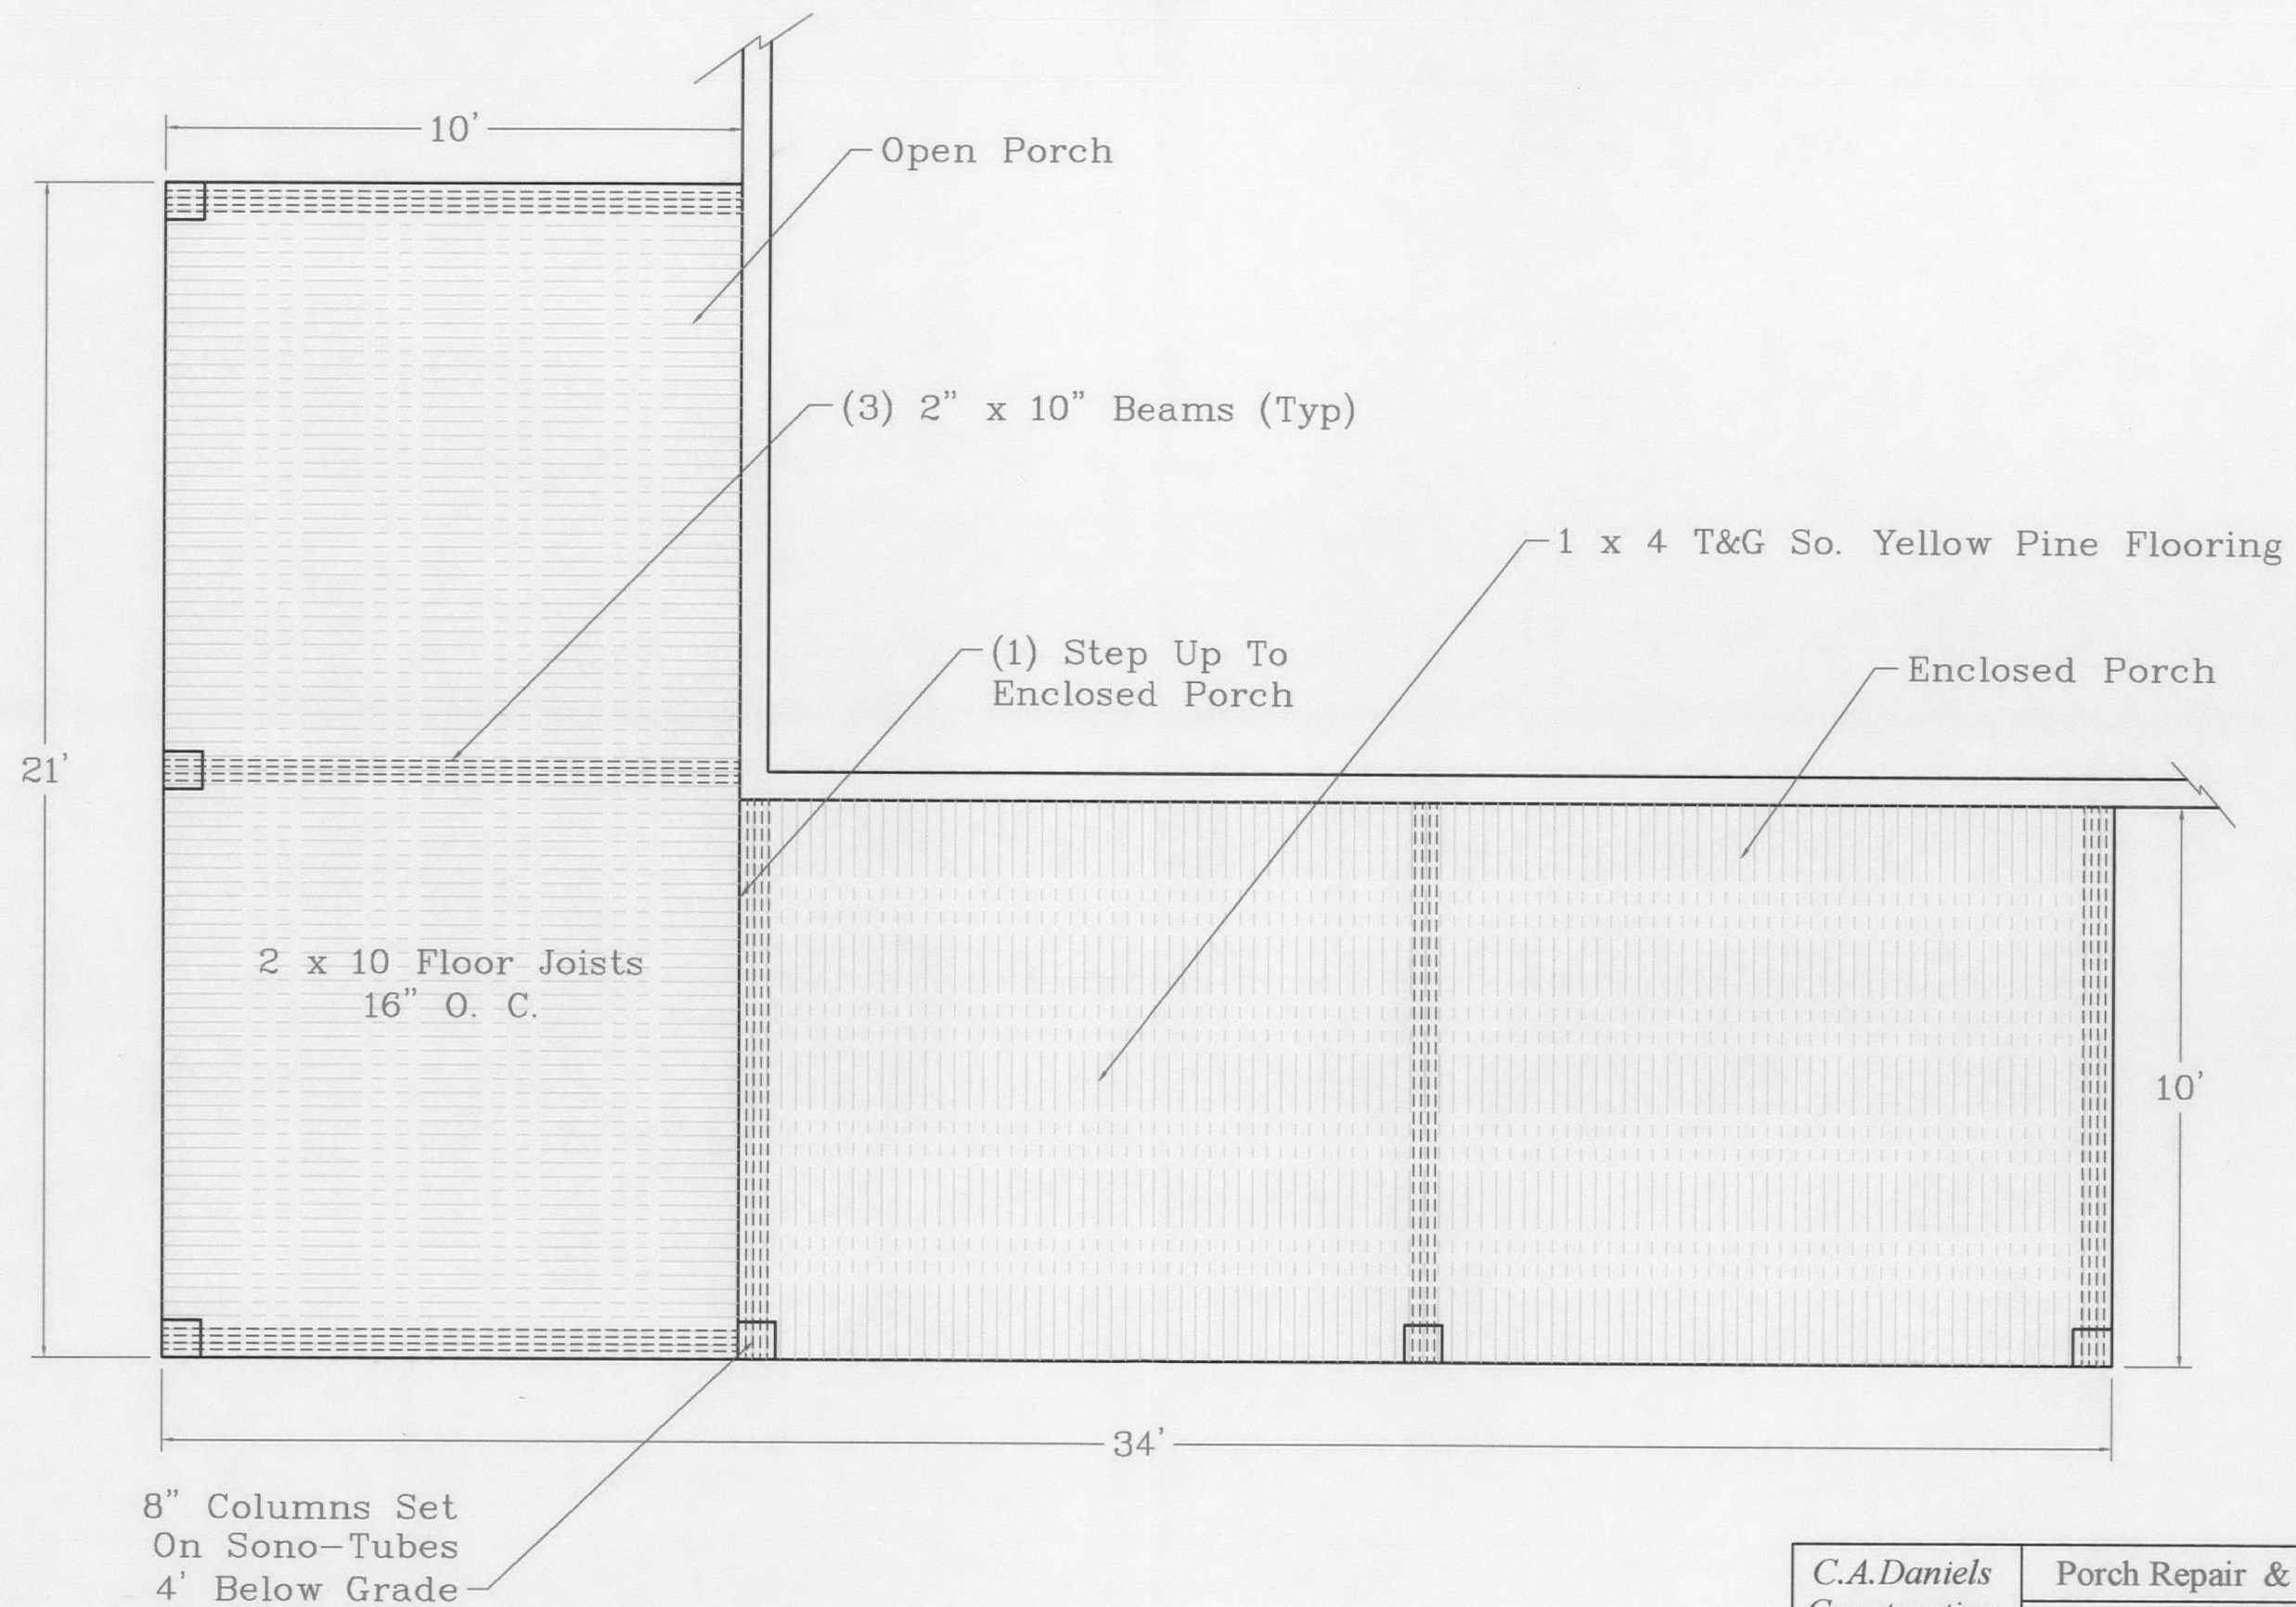 10'
Open Porch
(3) 2” x 10” Beams (Typ)
1 x 4 T&G So. Yellow Pine Flooring
(1) Step Up To
Enclosed Porch
Enclosed Porch
21'
2 x 10 Floor Joists
16” O. C.
10'
34'
8” Columns Set
On Sono-Tubes
4' Below Grade
C.A.Daniels
Porch Repair &